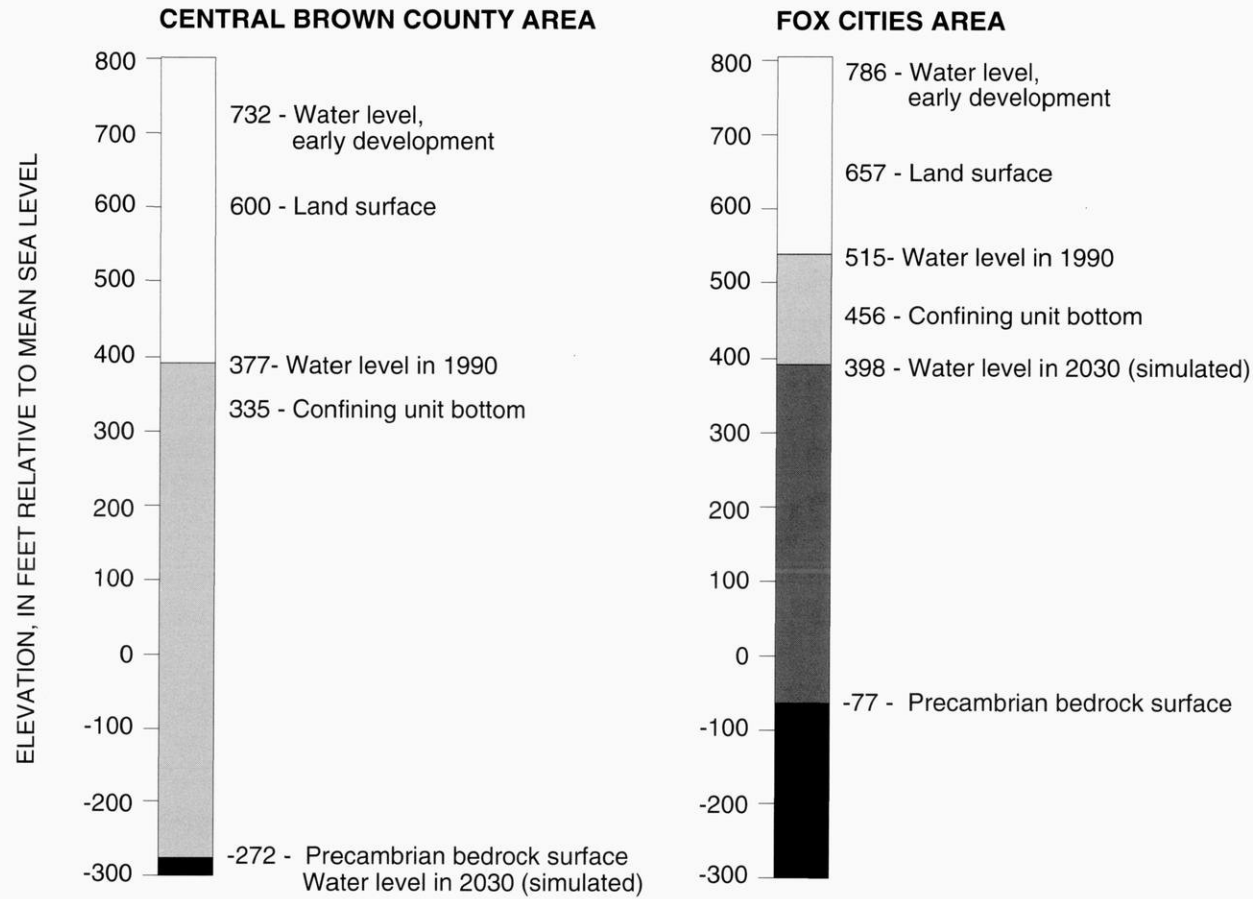 CENTRAL BROWN COUNTY AREA
ELEVATION, IN FEET RELATIVE TO MEAN SEA LEVEL
800
700
600
500
400
300
200
100
0
-100
-200
-300
732 - Water level,
early development
600 - Land surface
377- Water level in 1990
335 - Confining unit bottom
-272 - Precambrian bedrock surface
Water level in 2030 (simulated)
FOX CITIES AREA
800
700
600
500
400
300
200
100
0
-100
-200
-300
786 - Water level,
early development
657 - Land surface
515- Water level in 1990
456 - Confining unit bottom
398 - Water level in 2030 (simulated)
-77 - Precambrian bedrock surface